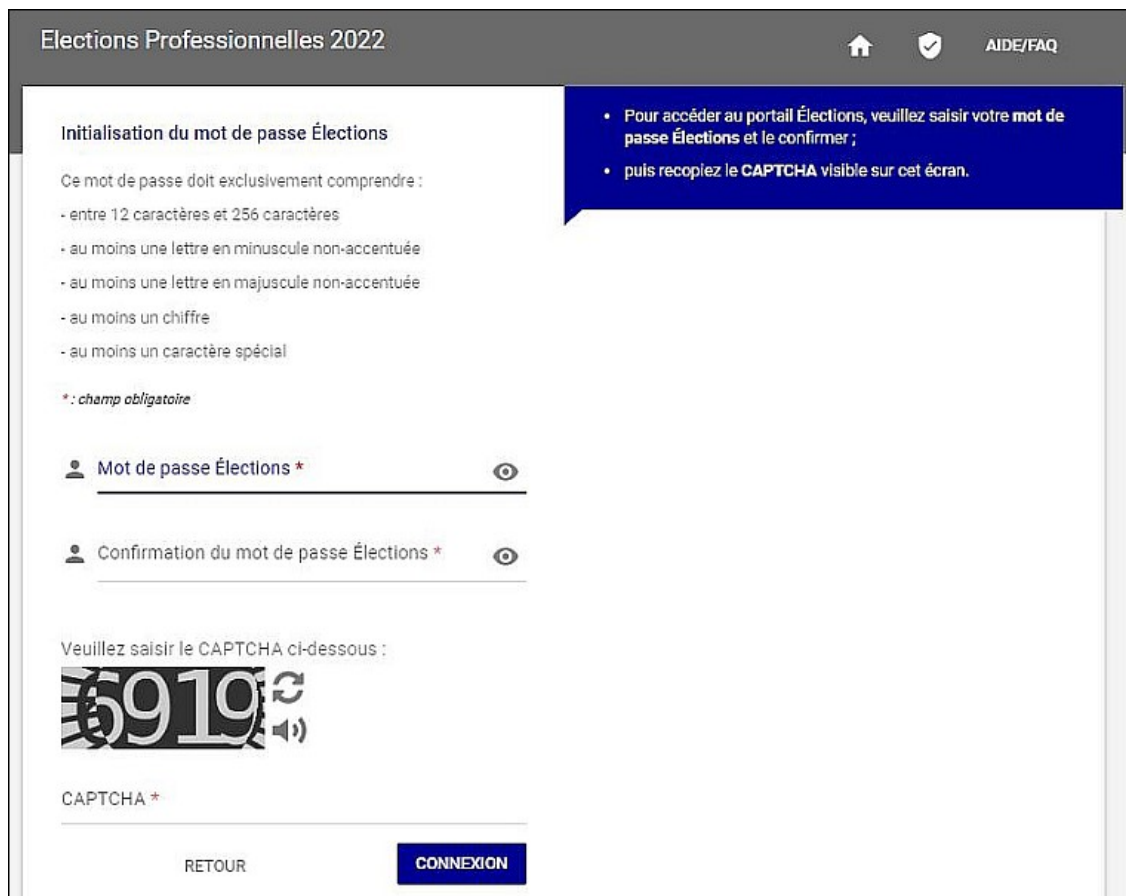 Elections Professionnelles 2022
AIDE/FAQ
Initialisation du mot de passe Élections
Ce mot de passe doit exclusivement comprendre :
- entre 12 caractères et 256 caractères
- au moins une lettre en minuscule non-accentuée
- au moins une lettre en majuscule non-accentuée
- au moins un chiffre
- au moins un caractère spécial
* : champ obligatoire
Mot de passe Élections *
Confirmation du mot de passe Élections *
Veuillez saisir le CAPTCHA ci-dessous :
6919
CAPTCHA *
RETOUR
CONNEXION
• Pour accéder au portail Élections, veuillez saisir votre mot de
passe Élections et le confirmer ;
• puis recopiez le CAPTCHA visible sur cet écran.